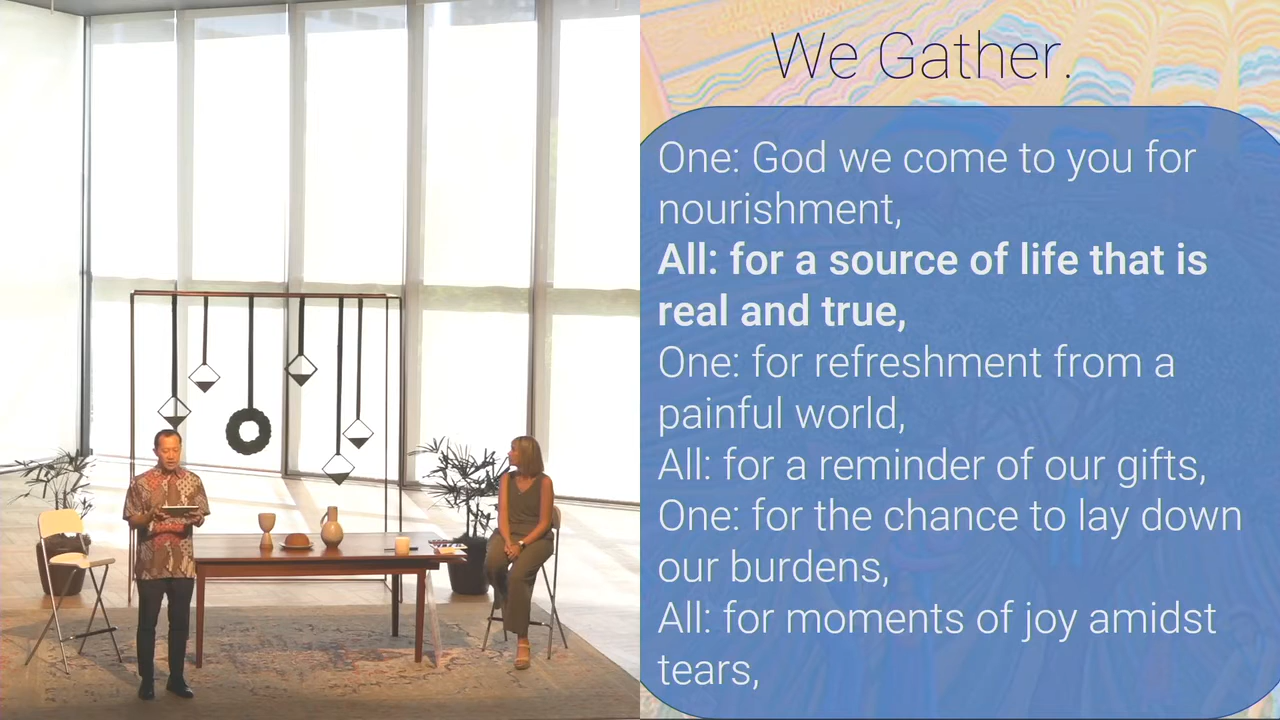 We Gather.
One: God we come to you for
nourishment,
All: for a source of life that is
real and true,
One: for refreshment from a
painful world,
All: for a reminder of our gifts,
One: for the chance to lay down
our burdens,
All: for moments of joy amidst
tears,